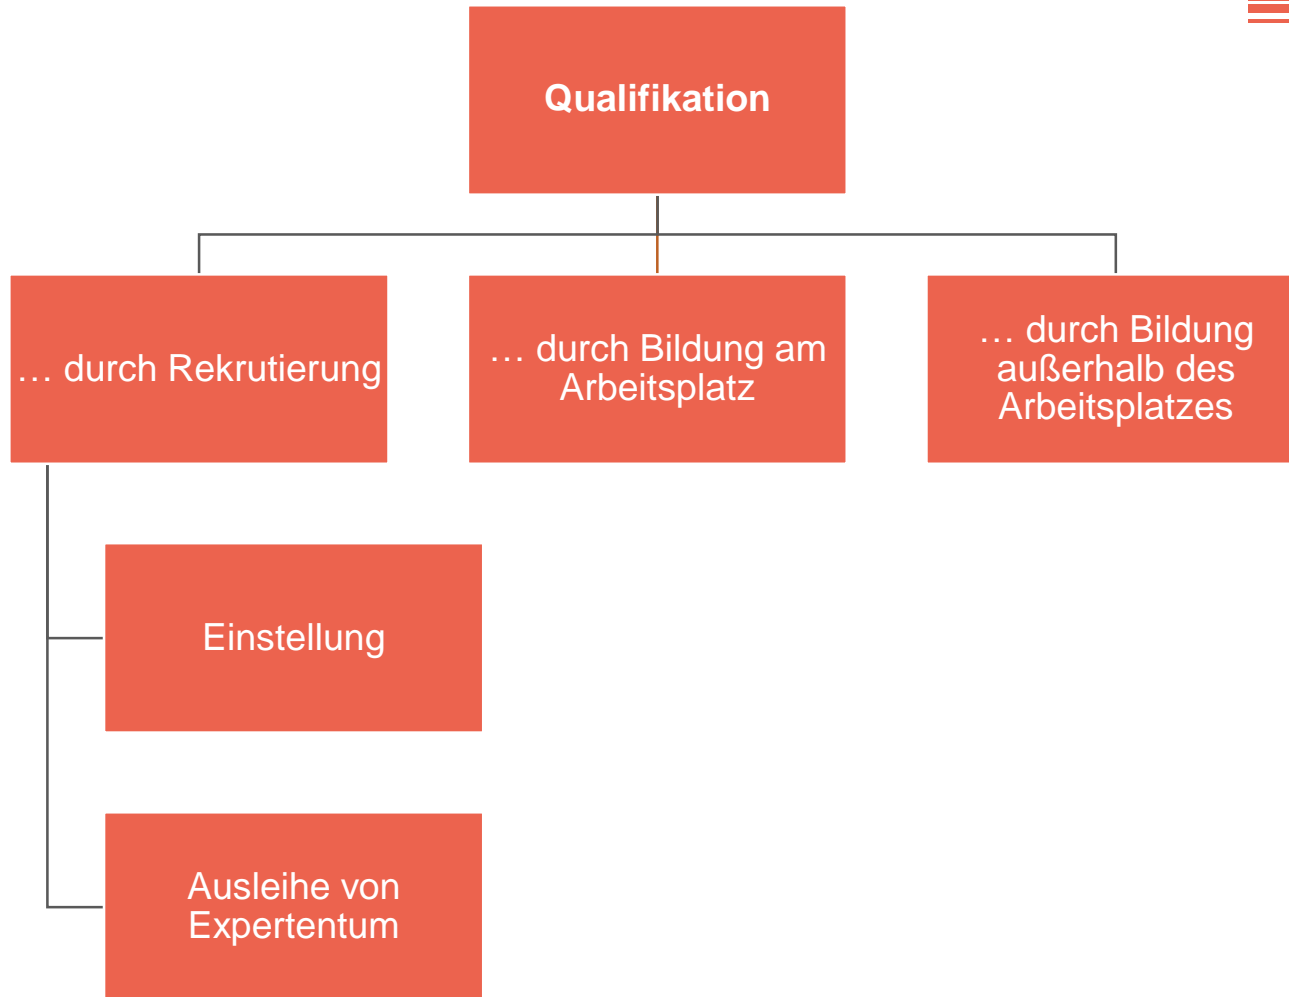 Qualifikation
… durch Rekrutierung
… durch Bildung am
Arbeitsplatz
… durch Bildung
außerhalb des
Arbeitsplatzes
Einstellung
Ausleihe von
Expertentum